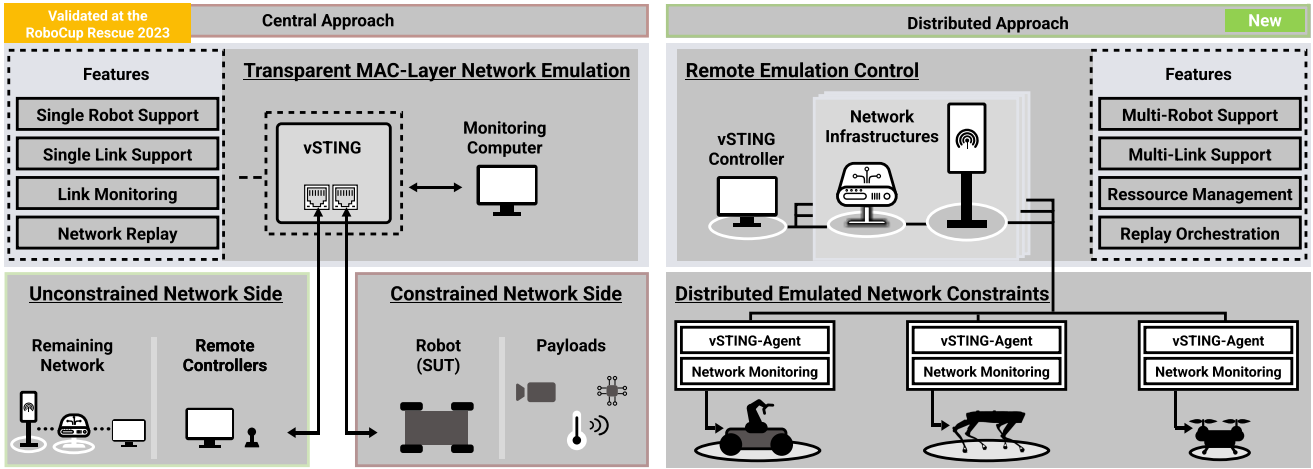 Validated at the
RoboCup Rescue 2023
Central Approach
Features
Single Robot Support
Single Link Support
Link Monitoring
Network Replay
Transparent MAC-Layer Network Emulation
vSTING
Monitoring
Computer
Unconstrained Network Side
Remaining
Network
Remote
Controllers
Constrained Network Side
Robot
(SUT)
Payloads
Distributed Approach
New
Remote Emulation Control
vSTING
Controller
Network
Infrastructures
Features
Multi-Robot Support
Multi-Link Support
Ressource Management
Replay Orchestration
Distributed Emulated Network Constraints
vSTING-Agent
Network Monitoring
vSTING-Agent
Network Monitoring
vSTING-Agent
Network Monitoring